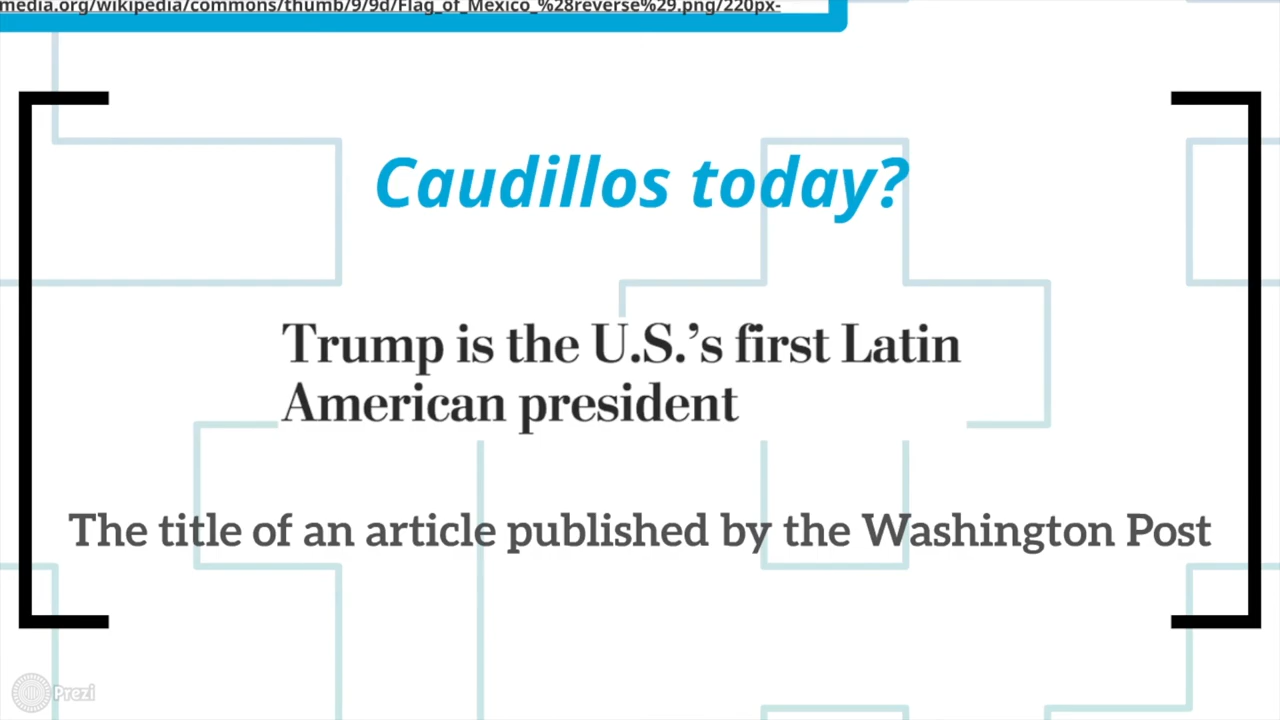 media.org/wikipedia/commons/thumb/9/9d/Flag_of_Mexico_%28reverse%29.png/220px-
Caudillos today?
Trump is the U.S.’s first Latin
American president
The title of an article published by the Washington Post
Prezi